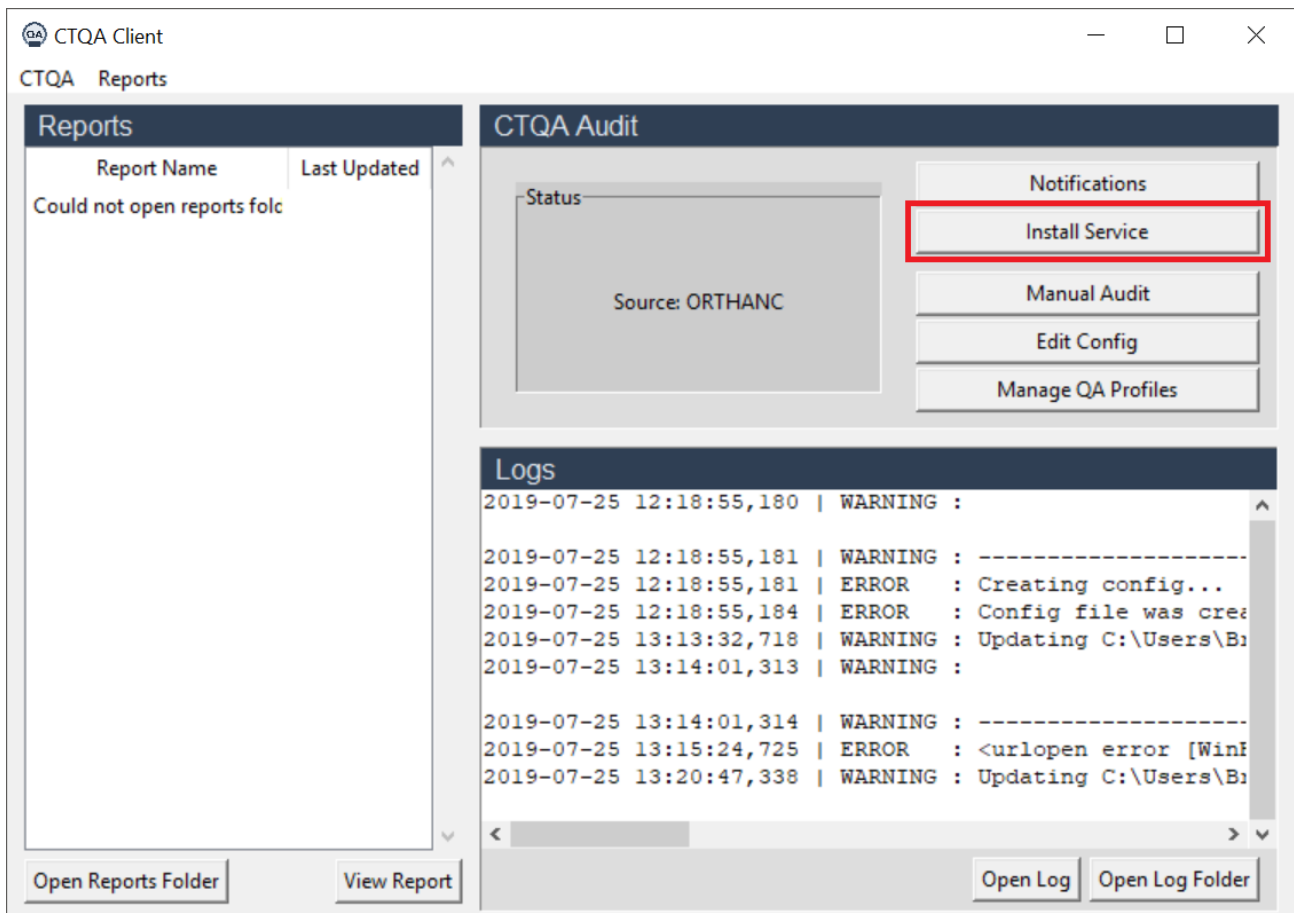 QA CTQA Client
CTQA Reports
Reports
Report Name Last Updated
Could not open reports folc
Open Reports Folder View Report
CTQA Audit
Status
Source: ORTHANC
Notifications
Install Service
Manual Audit
Edit Config
Manage QA Profiles
Logs
2019-07-25 12:18:55,180 | WARNING :
2019-07-25 12:18:55,181 | WARNING : --------------------
2019-07-25 12:18:55,181 | ERROR : Creating config...
2019-07-25 12:18:55,184 | ERROR : Config file was crea
2019-07-25 13:13:32,718 | WARNING : Updating C:\Users\Br
2019-07-25 13:14:01,313 | WARNING :
2019-07-25 13:14:01,314 | WARNING : --------------------
2019-07-25 13:15:24,725 | ERROR : <urlopen error [WinE
2019-07-25 13:20:47,338 | WARNING : Updating C:\Users\Br
Open Log Open Log Folder